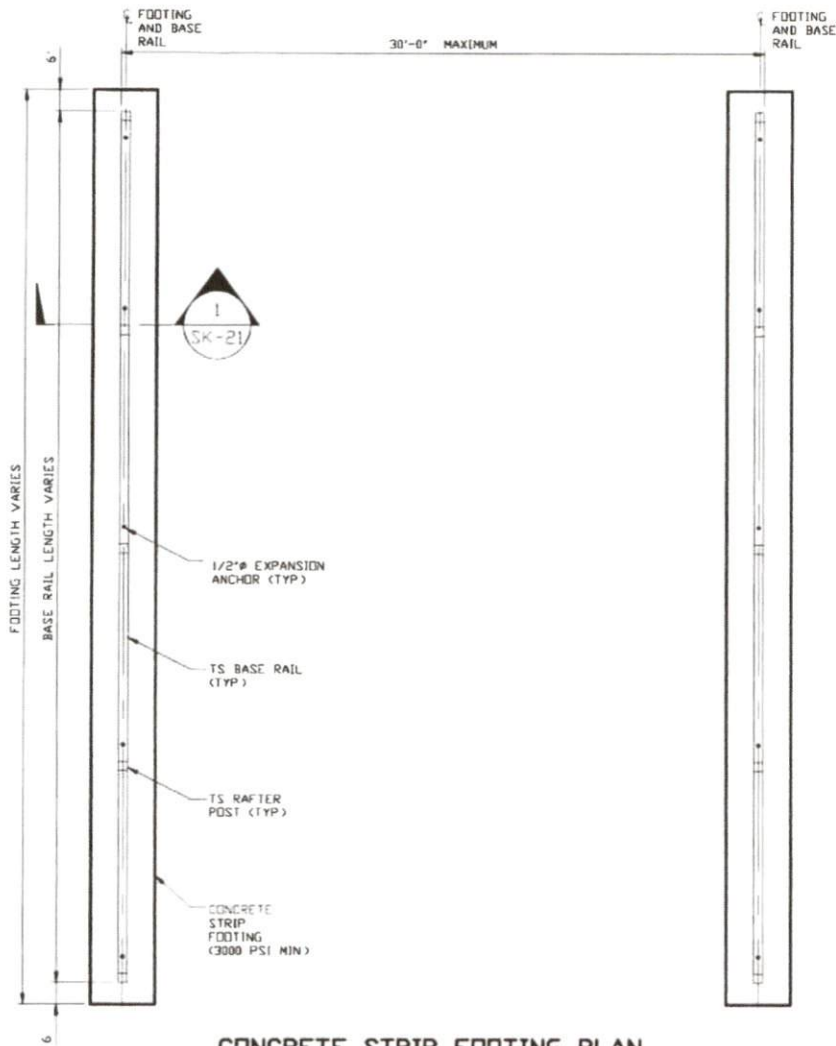 ℄ FOOTING
AND BASE
RAIL
℄ FOOTING
AND BASE
RAIL
30'-0" MAXIMUM
6"
FOOTING LENGTH VARIES
BASE RAIL LENGTH VARIES
1
SK-21
1/2"ø EXPANSION
ANCHOR (TYP)
TS BASE RAIL
(TYP)
TS RAFTER
POST (TYP)
CONCRETE
STRIP
FOOTING
(3000 PSI MIN)
6
CONCRETE STRIP FOOTING PLAN